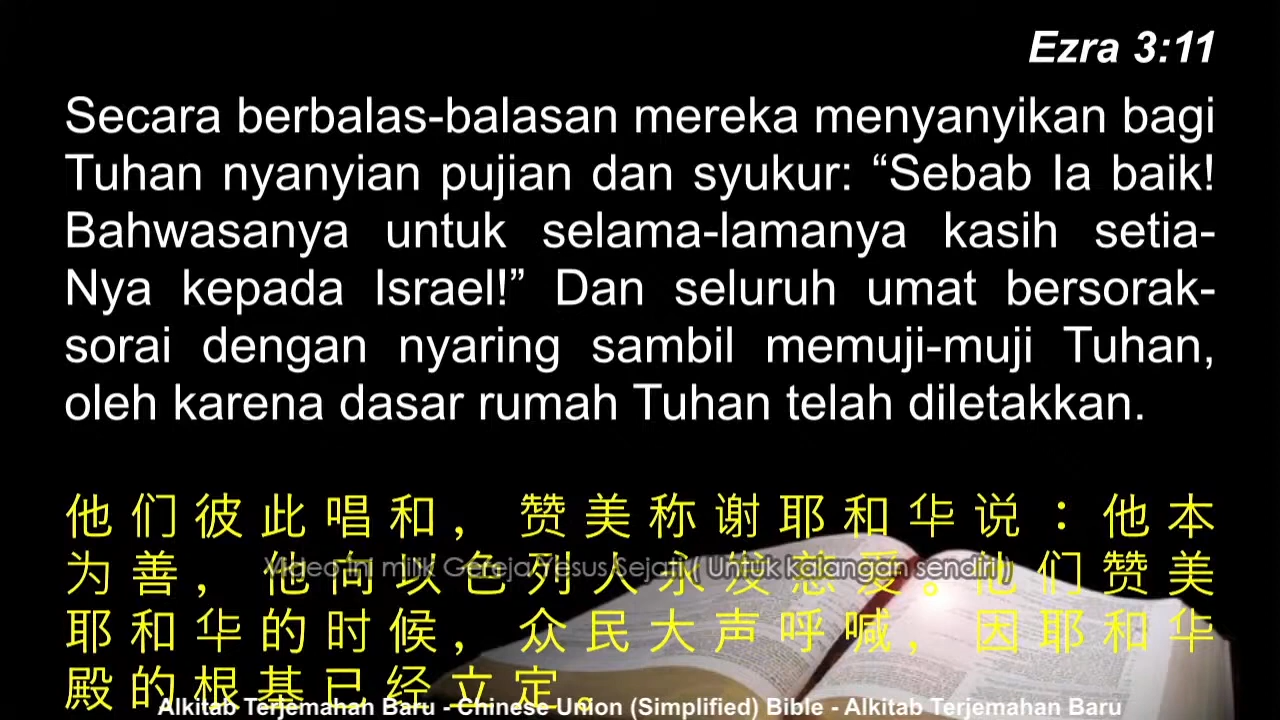 Ezra 3:11
Secara berbalas-balasan mereka menyanyikan bagi
Tuhan nyanyian pujian dan syukur: “Sebab Ia baik!
Bahwasanya untuk selama-lamanya kasih setia-
Nya kepada Israel!” Dan seluruh umat bersorak-
sorai dengan nyaring sambil memuji-muji Tuhan,
oleh karena dasar rumah Tuhan telah diletakkan.
他们彼此唱和，赞美称谢耶和华说：他本
为善，他向以色列人永发慈爱。他们赞美
Video ini milik Gereja Yesus Sejati ( Untuk kalangan sendiri )
耶和华的时候，众民大声呼喊，因耶和华
殿的根基已经立定。
Alkitab Terjemahan Baru - Chinese Union (Simplified) Bible - Alkitab Terjemahan Baru